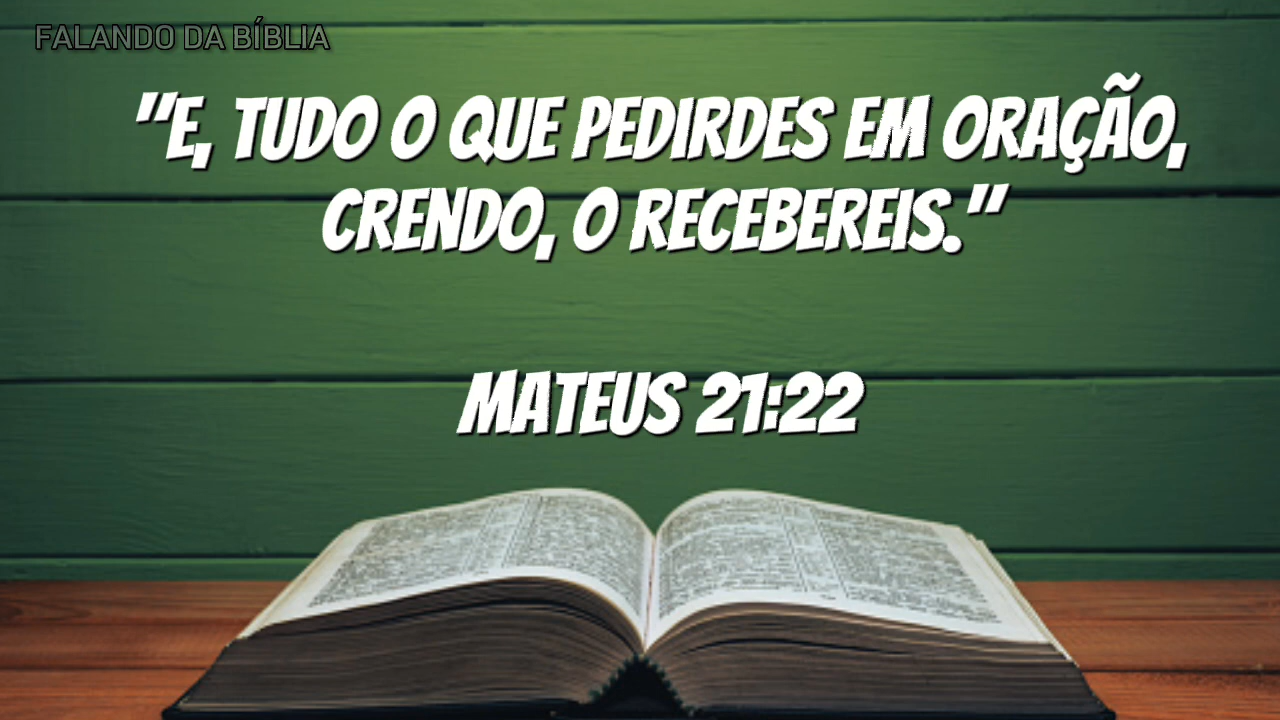 FALANDO DA BÍBLIA
"E, TUDO O QUE PEDIRDES EM ORAÇÃO,
CRENDO, O RECEBEREIS."
MATEUS 21:22